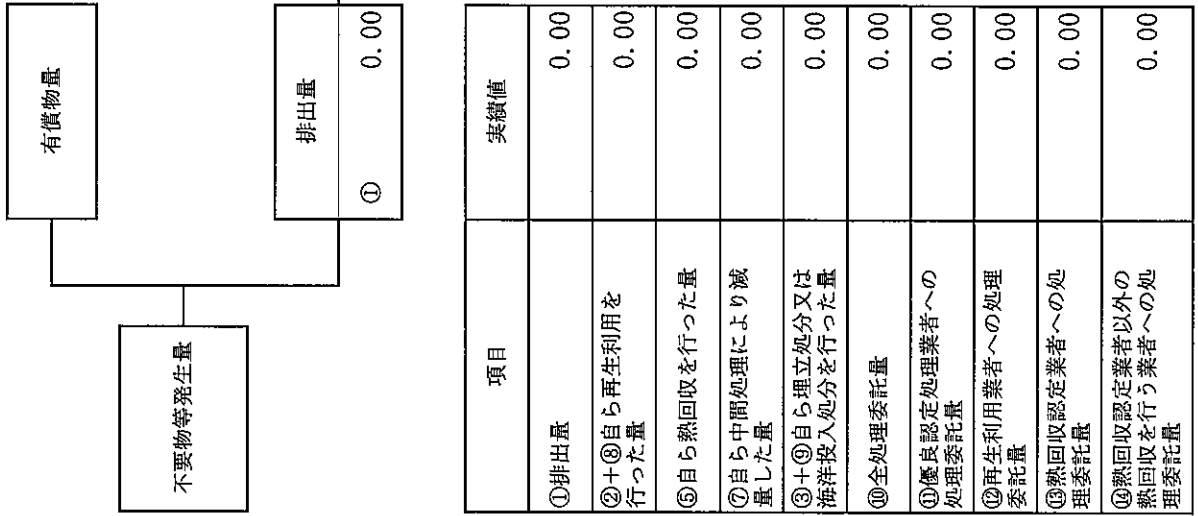 不要物等発生量
有償物量
排出量
① 0.00
項目 実績値
①排出量 0.00
②+⑧自ら再生利用を
行った量 0.00
⑤自ら熱回収を行った量 0.00
⑦自ら中間処理により減
量した量 0.00
③+⑨自ら埋立処分又は
海洋投入処分を行った量 0.00
⑩全処理委託量 0.00
⑪優良認定処理業者への
処理委託量 0.00
⑫再生利用業者への処理
委託量 0.00
⑬熱回収認定業者への処
理委託量 0.00
⑭熱回収認定業者以外の
熱回収を行う業者への処
理委託量 0.00